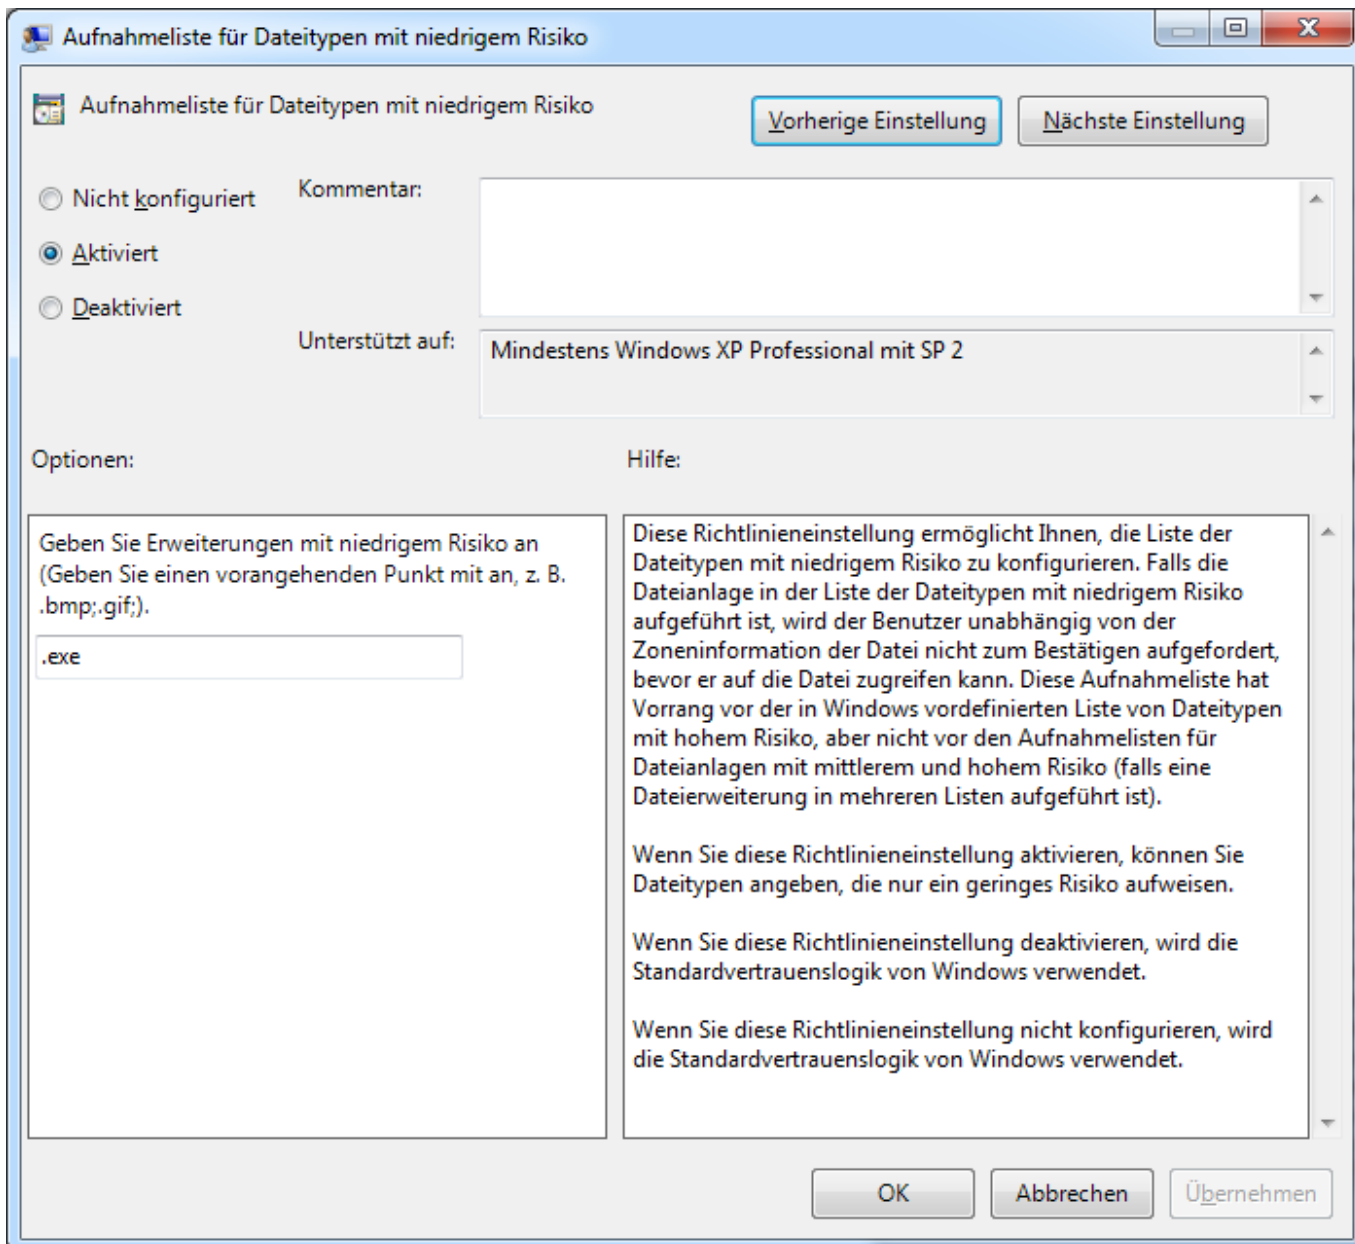 Aufnahmeliste für Dateitypen mit niedrigem Risiko
Aufnahmeliste für Dateitypen mit niedrigem Risiko
Vorherige Einstellung
Nächste Einstellung
Nicht konfiguriert
Aktiviert
Deaktiviert
Kommentar:
Unterstützt auf:
Mindestens Windows XP Professional mit SP 2
Optionen:
Geben Sie Erweiterungen mit niedrigem Risiko an
(Geben Sie einen vorangehenden Punkt mit an, z. B.
.bmp;.gif;).
.exe
Hilfe:
Diese Richtlinieneinstellung ermöglicht Ihnen, die Liste der
Dateitypen mit niedrigem Risiko zu konfigurieren. Falls die
Dateianlage in der Liste der Dateitypen mit niedrigem Risiko
aufgeführt ist, wird der Benutzer unabhängig von der
Zoneninformation der Datei nicht zum Bestätigen aufgefordert,
bevor er auf die Datei zugreifen kann. Diese Aufnahmeliste hat
Vorrang vor der in Windows vordefinierten Liste von Dateitypen
mit hohem Risiko, aber nicht vor den Aufnahmelisten für
Dateianlagen mit mittlerem und hohem Risiko (falls eine
Dateierweiterung in mehreren Listen aufgeführt ist).
Wenn Sie diese Richtlinieneinstellung aktivieren, können Sie
Dateitypen angeben, die nur ein geringes Risiko aufweisen.
Wenn Sie diese Richtlinieneinstellung deaktivieren, wird die
Standardvertrauenslogik von Windows verwendet.
Wenn Sie diese Richtlinieneinstellung nicht konfigurieren, wird
die Standardvertrauenslogik von Windows verwendet.
OK
Abbrechen
Übernehmen